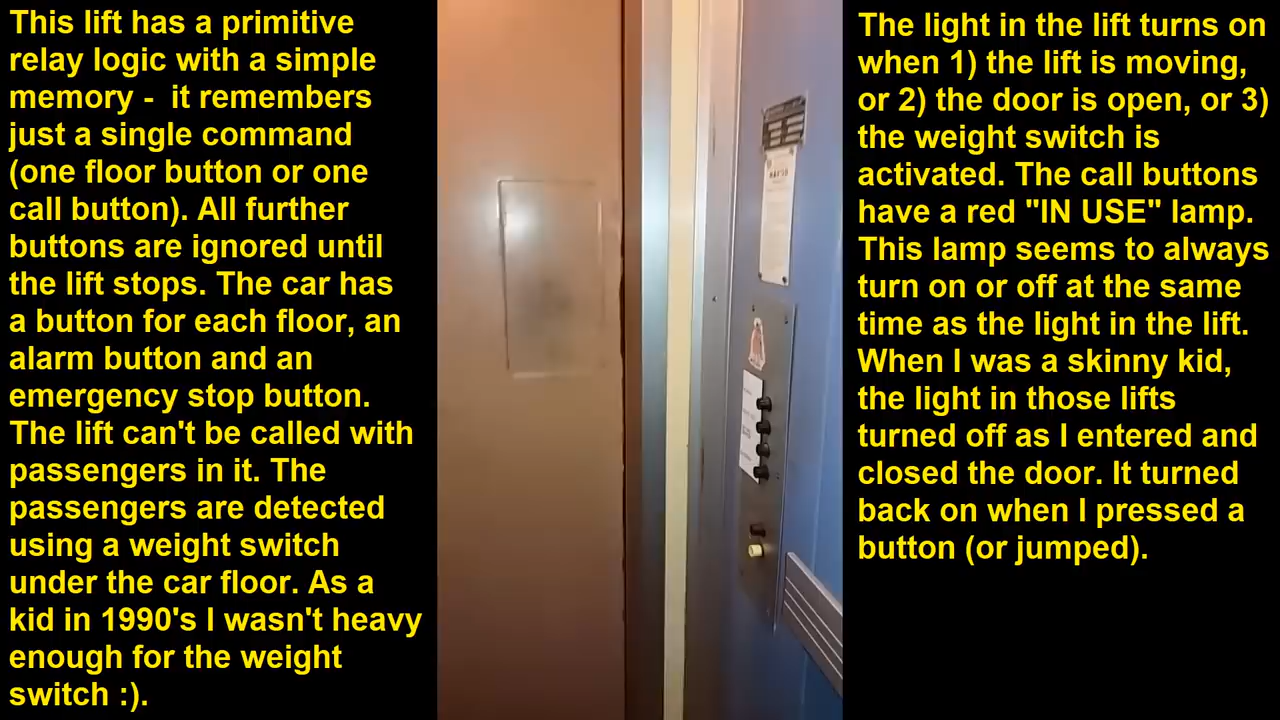 This lift has a primitive
relay logic with a simple
memory -  it remembers
just a single command
(one floor button or one
call button). All further
buttons are ignored until
the lift stops. The car has
a button for each floor, an
alarm button and an
emergency stop button.
The lift can't be called with
passengers in it. The
passengers are detected
using a weight switch
under the car floor. As a
kid in 1990's I wasn't heavy
enough for the weight
switch :).
The light in the lift turns on
when 1) the lift is moving,
or 2) the door is open, or 3)
the weight switch is
activated. The call buttons
have a red "IN USE" lamp.
This lamp seems to always
turn on or off at the same
time as the light in the lift.
When I was a skinny kid,
the light in those lifts
turned off as I entered and
closed the door. It turned
back on when I pressed a
button (or jumped).